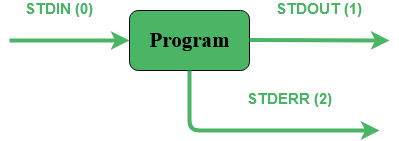 STDIN (0)
STDOUT (1)
Program
STDERR (2)